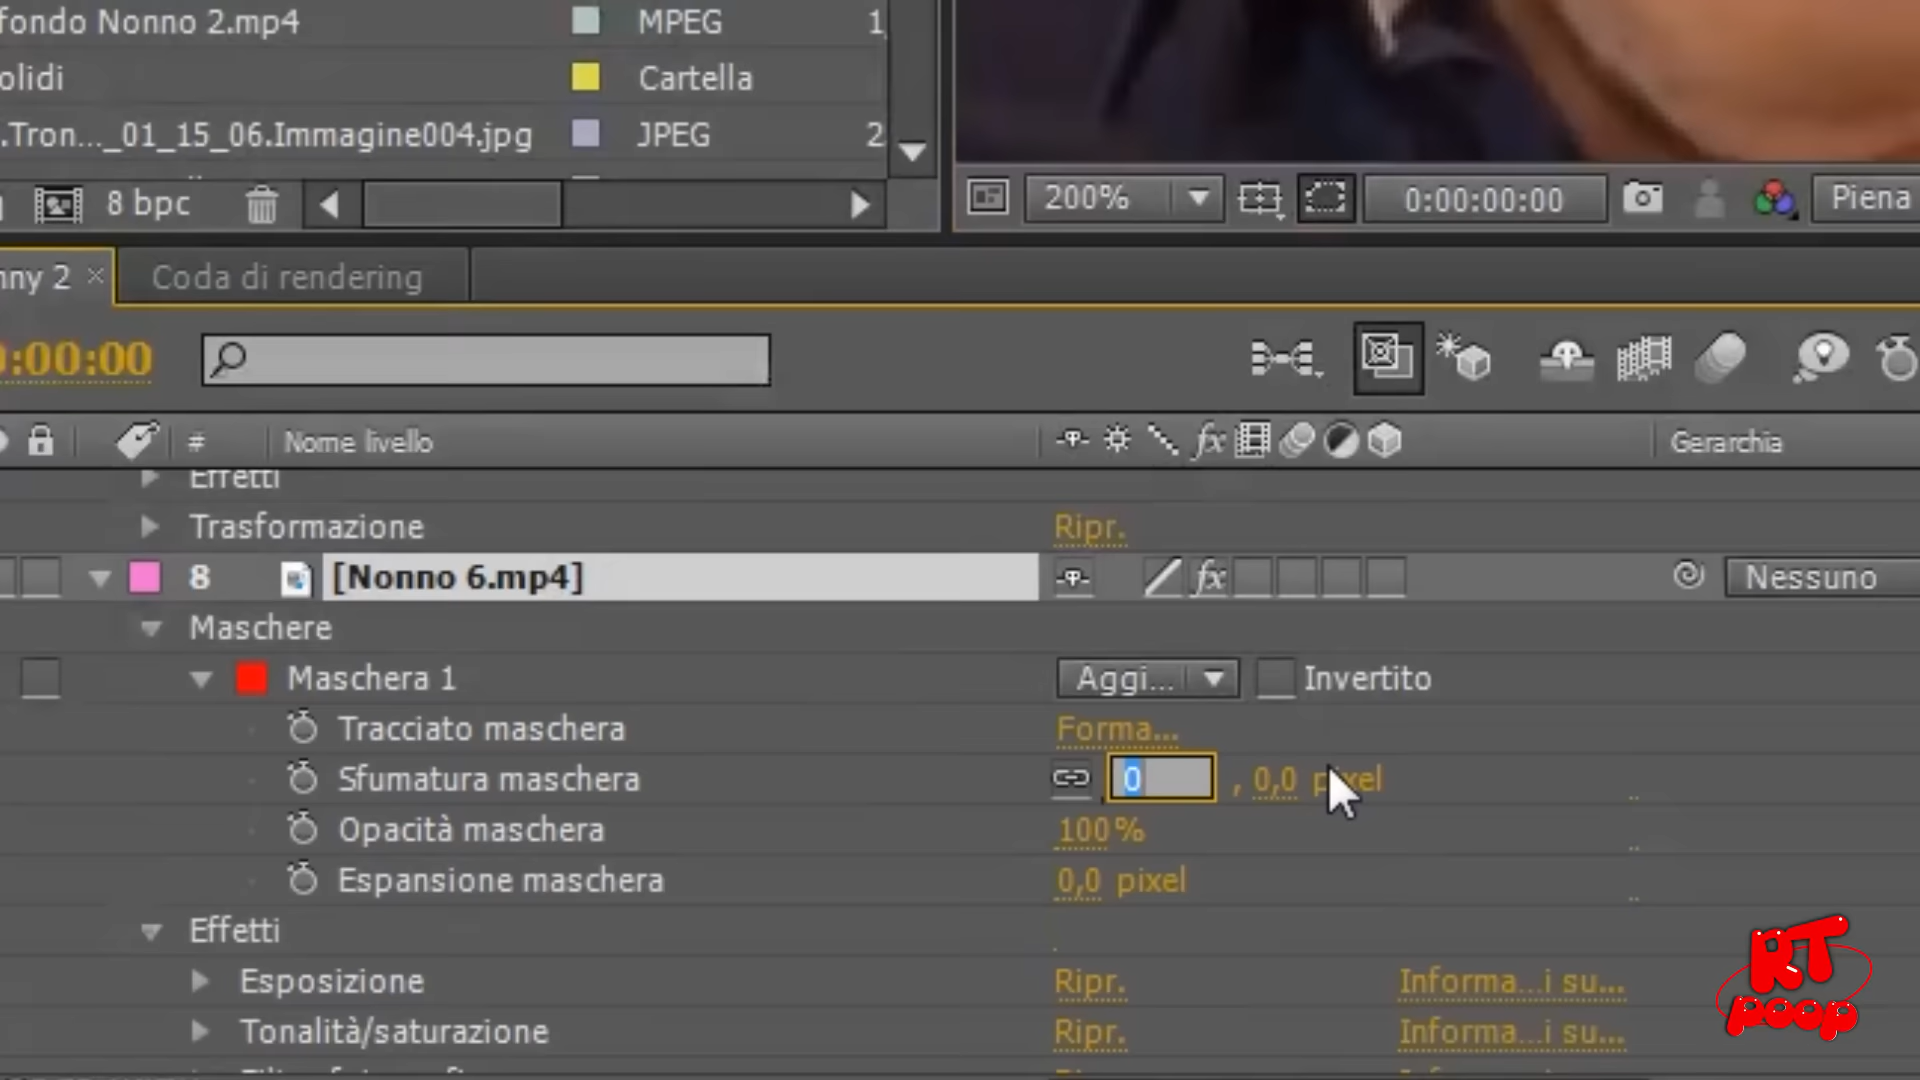 fondo Nonno 2.mp4 MPEG 1
olidi Cartella
.Tron..._01_15_06.Immagine004.jpg JPEG 2
8 bpc
200% 0:00:00:00 Piena
nny 2 × Coda di rendering
0:00:00
# Nome livello fx Gerarchia
Effetti
Trasformazione Ripr.
8 [Nonno 6.mp4] fx Nessuno
Maschere
Maschera 1 Aggi... Invertito
Tracciato maschera Forma...
Sfumatura maschera 0 , 0,0 pixel
Opacità maschera 100%
Espansione maschera 0,0 pixel
Effetti
Esposizione Ripr. Informa...i su...
Tonalità/saturazione Ripr. Informa...i su...
RT
poop